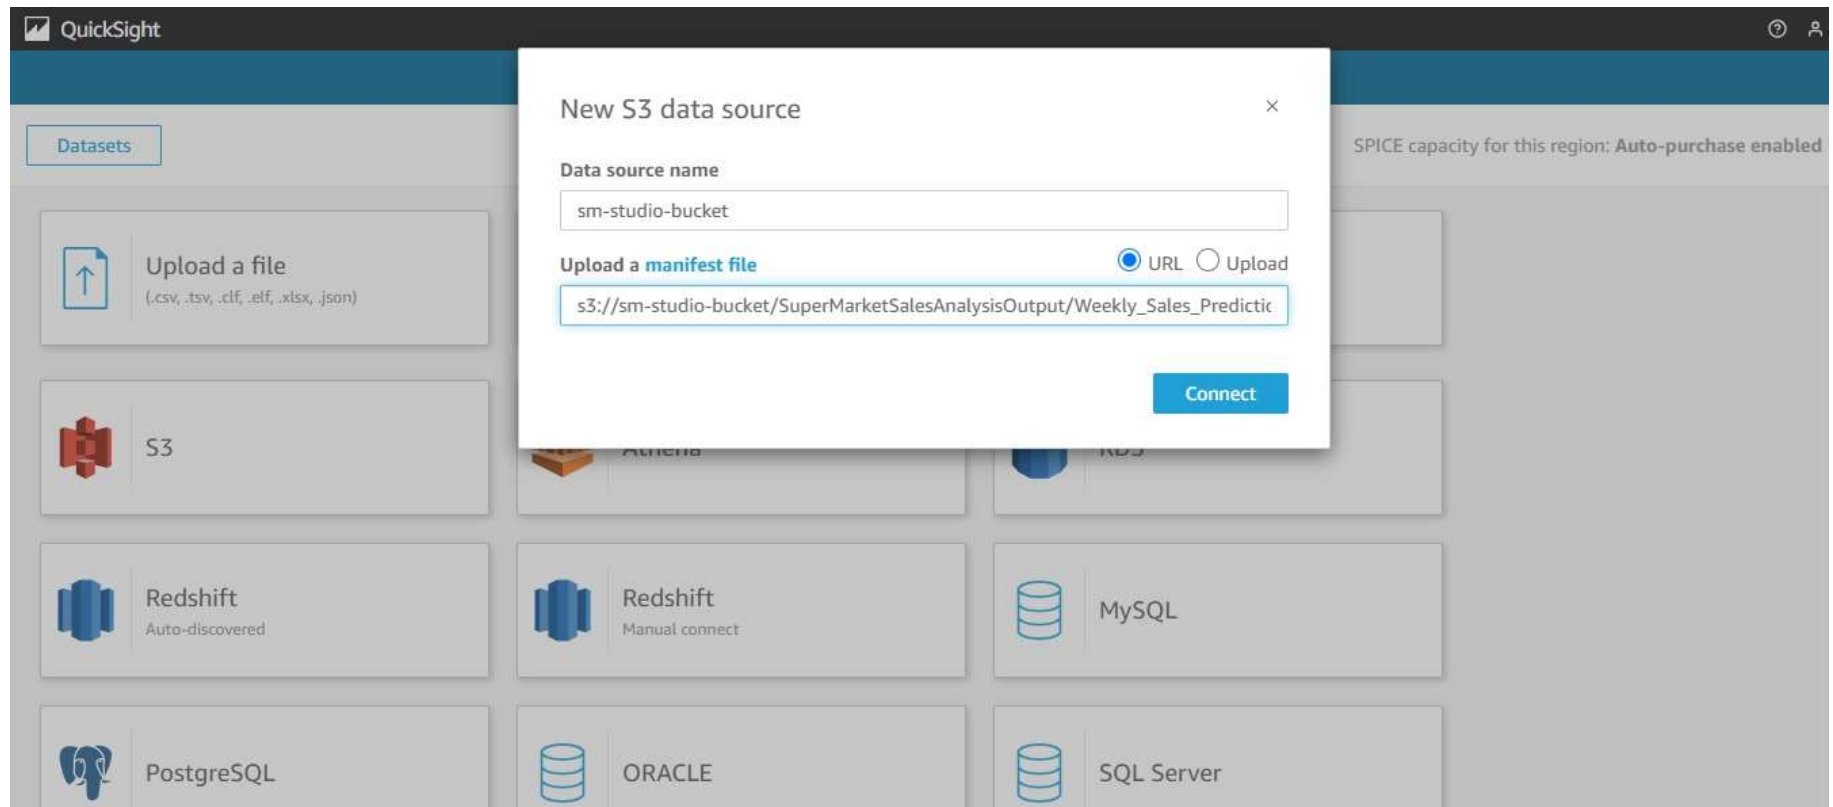 QuickSight
New S3 data source
Datasets
SPICE capacity for this region: Auto-purchase enabled
Data source name
sm-studio-bucket
Upload a manifest file
URL Upload
s3://sm-studio-bucket/SuperMarketSalesAnalysisOutput/Weekly_Sales_Predictic
Connect
Upload a file
(.csv, .tsv, .clf, .elf, .xlsx, .json)
S3
Athena
RDS
Redshift
Auto-discovered
Redshift
Manual connect
MySQL
PostgreSQL
ORACLE
SQL Server